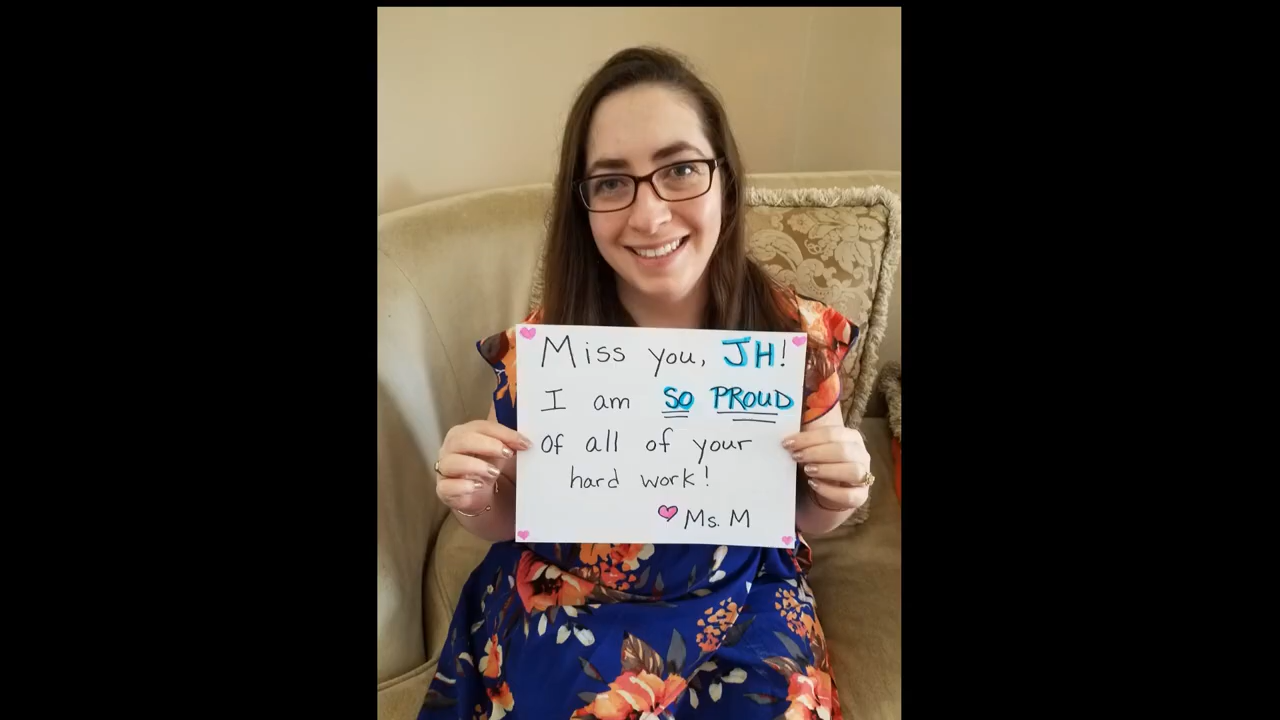 Miss you, JH!
I am SO PROUD
of all of your
hard work!
Ms. M